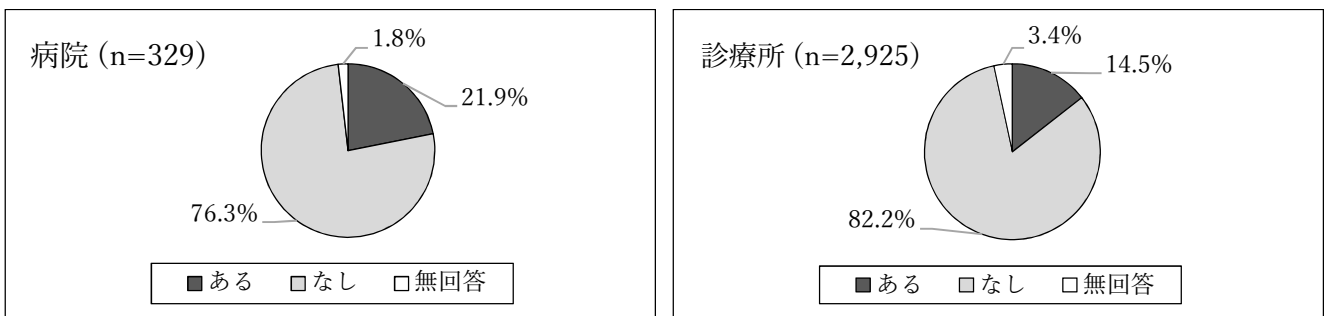 病院 (n=329)
1.8%
21.9%
76.3%
ある なし 無回答
診療所 (n=2,925)
3.4%
14.5%
82.2%
ある なし 無回答